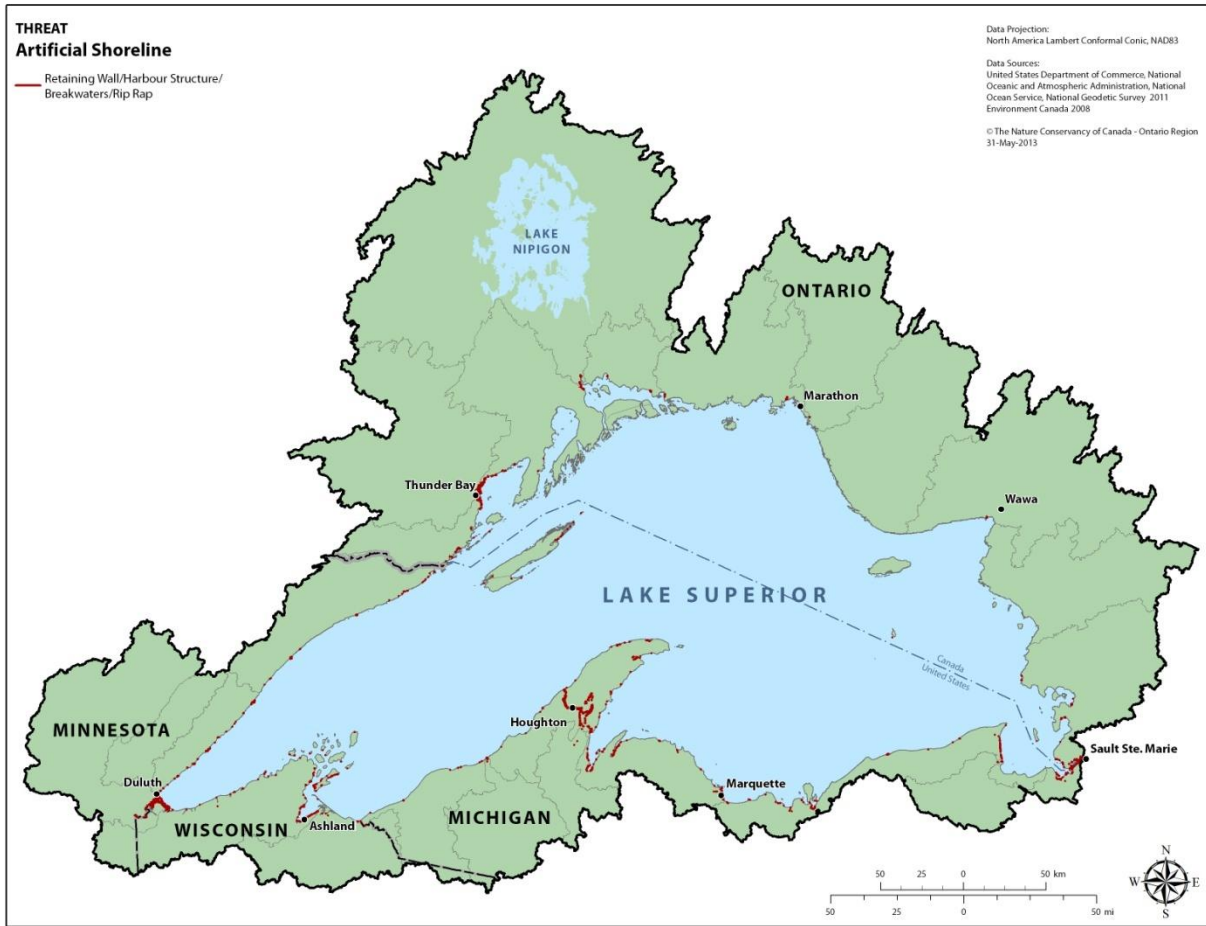 THREAT
Artificial Shoreline
Retaining Wall/Harbour Structure/
Breakwaters/Rip Rap
Data Projection:
North America Lambert Conformal Conic, NAD83
Data Sources:
United States Department of Commerce, National
Oceanic and Atmospheric Administration, National
Ocean Service, National Geodetic Survey 2011
Environment Canada 2008
© The Nature Conservancy of Canada - Ontario Region
31-May-2013
LAKE
NIPIGON
ONTARIO
Marathon
Thunder Bay
Wawa
LAKE SUPERIOR
Canada
United States
Houghton
MINNESOTA
Sault Ste. Marie
Duluth
Marquette
MICHIGAN
WISCONSIN
Ashland
50 25 0 50 km
50 25 0 50 mi
N
W E
S